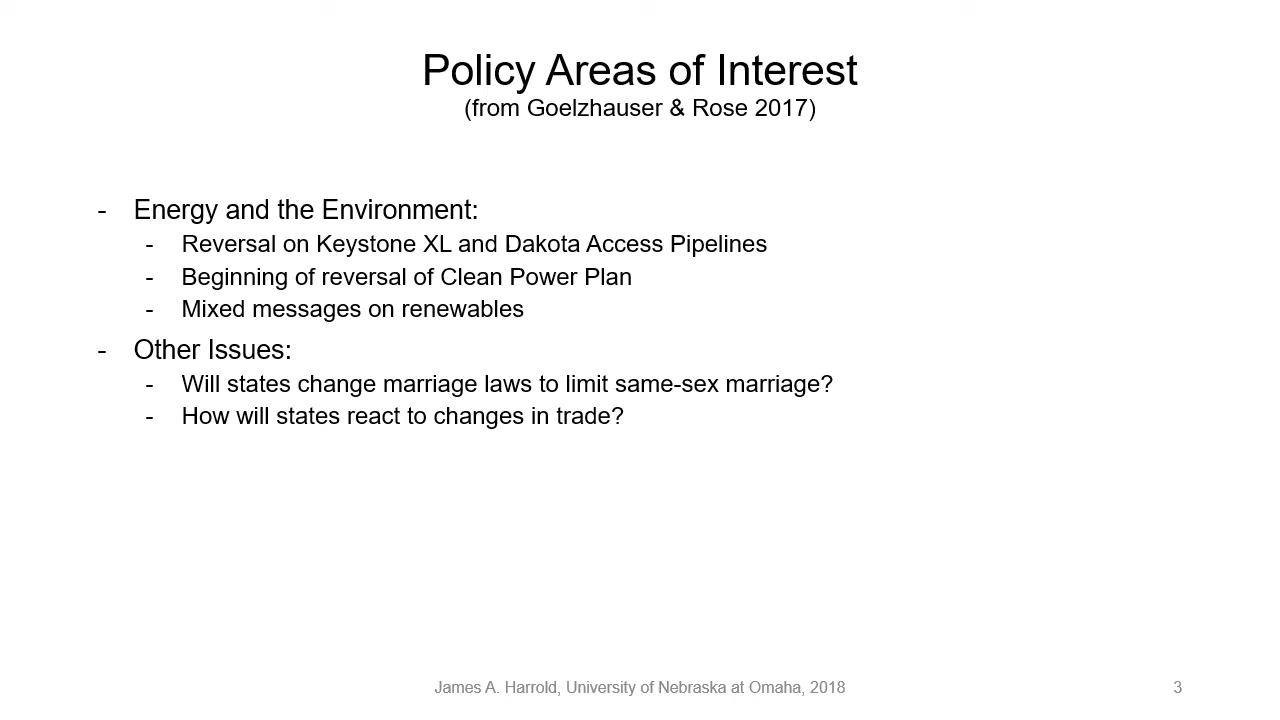 Policy Areas of Interest
(from Goelzhauser & Rose 2017)
- Energy and the Environment:
- Reversal on Keystone XL and Dakota Access Pipelines
- Beginning of reversal of Clean Power Plan
- Mixed messages on renewables
- Other Issues:
- Will states change marriage laws to limit same-sex marriage?
- How will states react to changes in trade?
James A. Harrold, University of Nebraska at Omaha, 2018
3